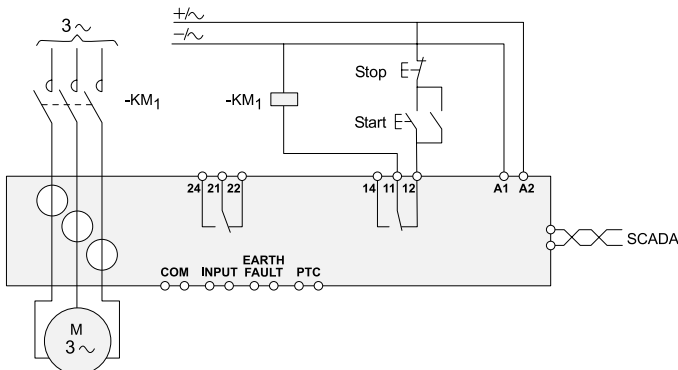 3 ~
+/~
−/~
Stop
-KM1
-KM1
Start
24 21 22
14 11 12
A1 A2
SCADA
COM INPUT EARTH FAULT PTC
M
3 ~